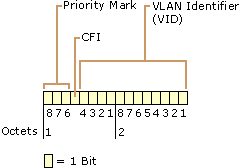 Priority Mark
VLAN Identifier
(VID)
CFI
8 7 6 4 3 2 1 8 7 6 5 4 3 2 1
Octets 1 2
= 1 Bit